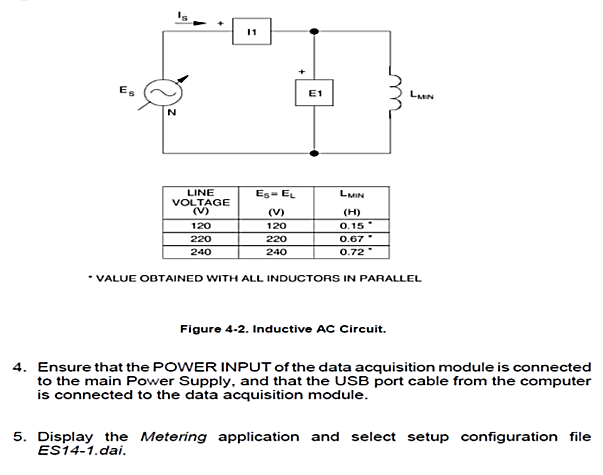 IS
+
I1
+
ES
E1
LMIN
N
LINE VOLTAGE (V) ES = EL (V) LMIN (H)
120 120 0.15 *
220 220 0.67 *
240 240 0.72 *
* VALUE OBTAINED WITH ALL INDUCTORS IN PARALLEL
Figure 4-2. Inductive AC Circuit.
4. Ensure that the POWER INPUT of the data acquisition module is connected
to the main Power Supply, and that the USB port cable from the computer
is connected to the data acquisition module.
5. Display the Metering application and select setup configuration file
ES14-1.dai.